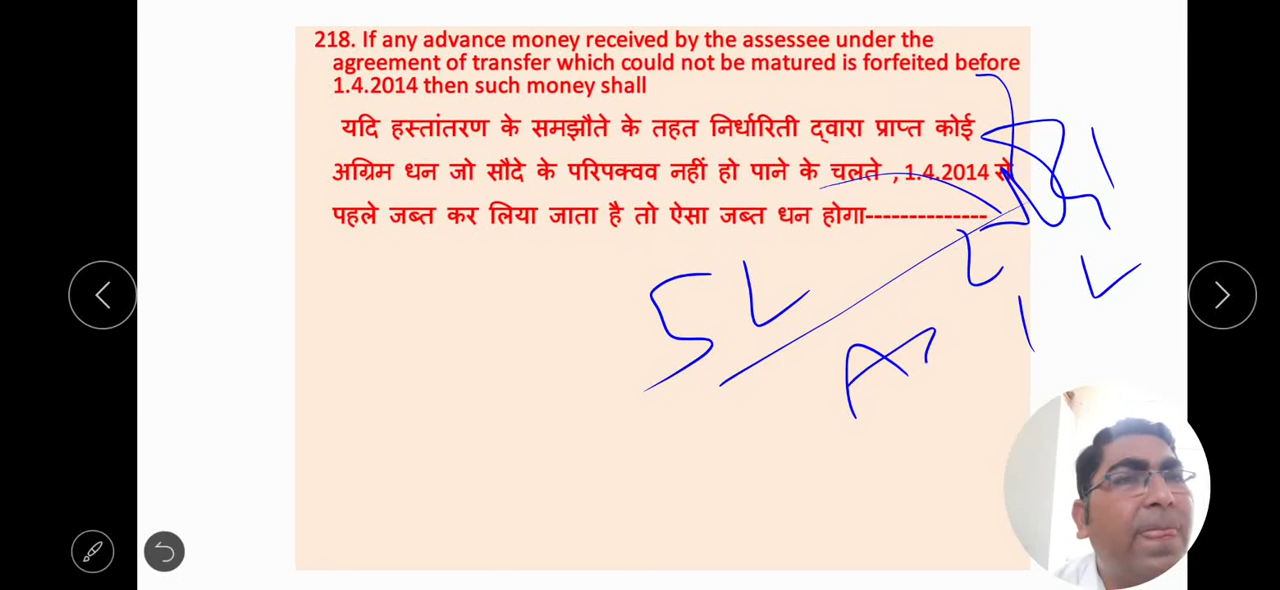 218. If any advance money received by the assessee under the
agreement of transfer which could not be matured is forfeited before
1.4.2014 then such money shall
यदि हस्तांतरण के समझौते के तहत निर्धारिती द्वारा प्राप्त कोई
अग्रिम धन जो सौदे के परिपक्वव नहीं हो पाने के चलते , 1.4.2014 से
पहले जब्त कर लिया जाता है तो ऐसा जब्त धन होगा--------------